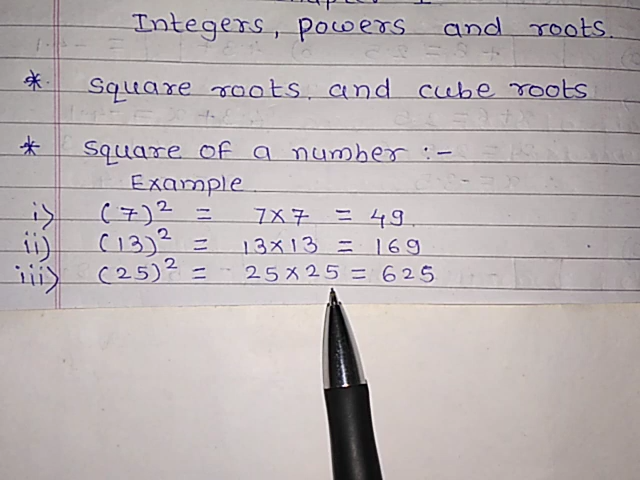 Integers, powers and roots.
* square roots and cube roots
* square of a number :-
Example
i) (7)² = 7×7 = 49
ii) (13)² = 13×13 = 169
iii) (25)² = 25×25 = 625